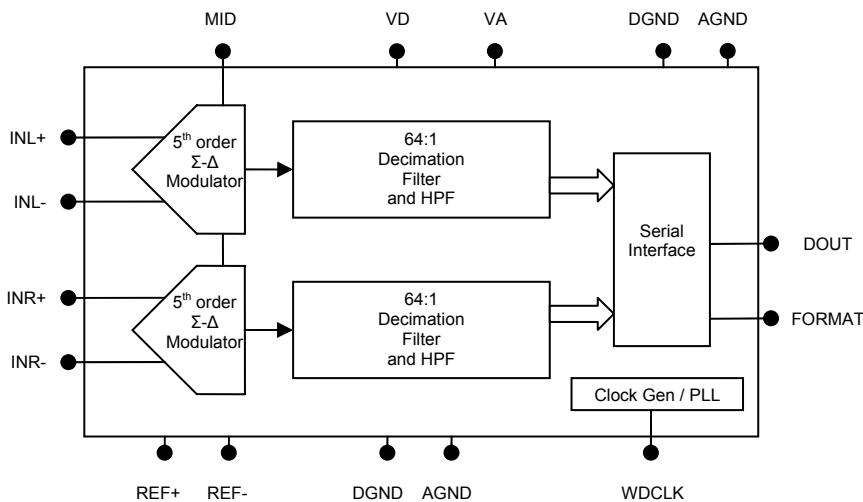 MID VD VA DGND AGND
INL+
5th order
Σ-Δ
Modulator
64:1
Decimation
Filter
and HPF
INL-
Serial
Interface
DOUT
INR+
5th order
Σ-Δ
Modulator
64:1
Decimation
Filter
and HPF
FORMAT
INR-
Clock Gen / PLL
REF+ REF- DGND AGND WDCLK